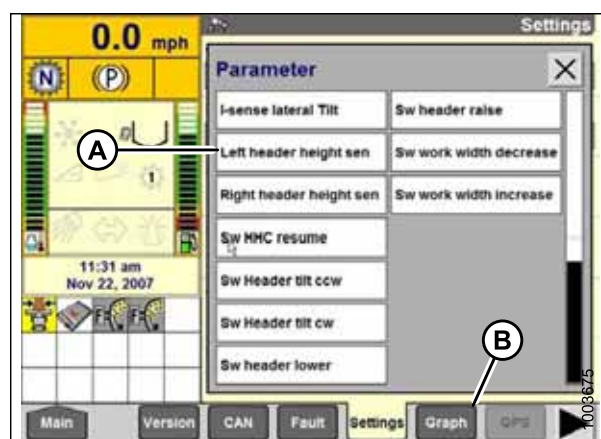 0.0 mph
Settings
N
(P)
Parameter
X
I-sense lateral Tilt
Sw header raise
A
Left header height sen
Sw work width decrease
1
Right header height sen
Sw work width increase
Sw HHC resume
11:31 am
Nov 22, 2007
Sw Header tilt ccw
Sw Header tilt cw
B
Sw header lower
Main
Version
CAN
Fault
Settings
Graph
GPS
1003675